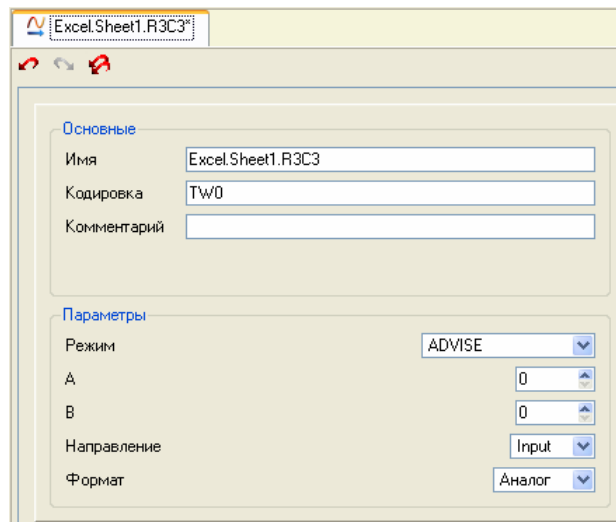 Excel.Sheet1.R3C3*
Основные
Имя Excel.Sheet1.R3C3
Кодировка TW0
Комментарий
Параметры
Режим ADVISE
A 0
B 0
Направление Input
Формат Аналог